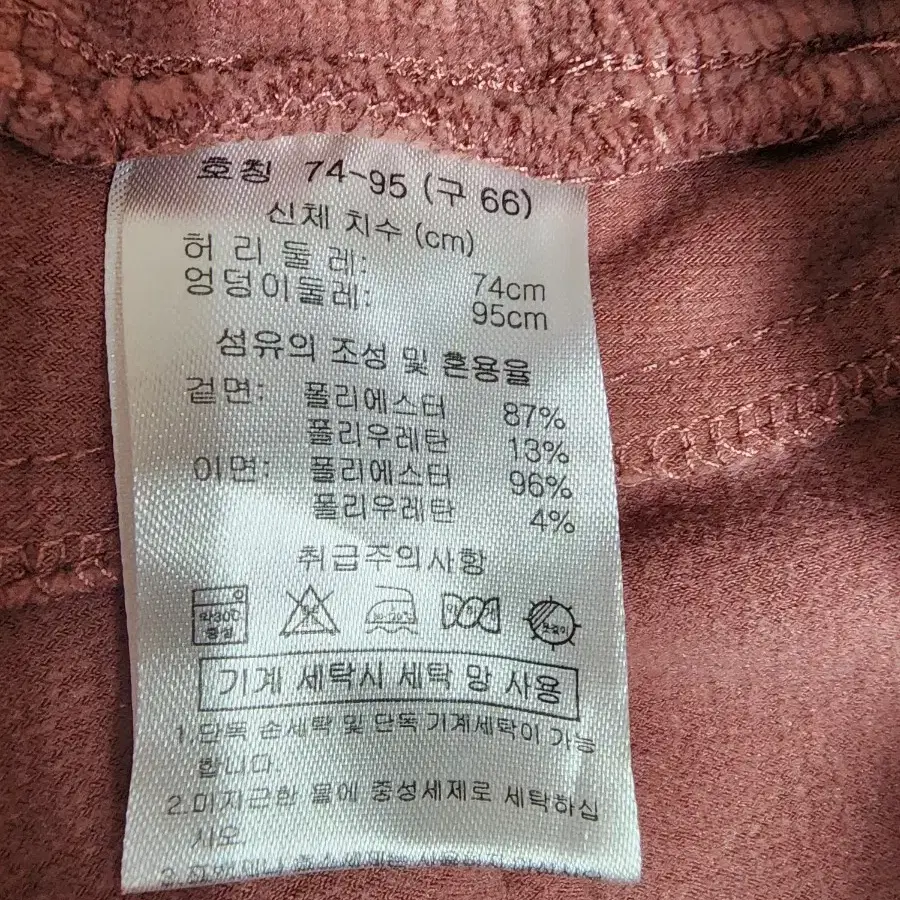 호칭 74-95 (구 66)
신체 치수 (cm)
허 리 둘 레: 74cm
엉덩이둘레: 95cm
섬유의 조성 및 혼용율
겉면: 폴리에스터 87%
폴리우레탄 13%
이면: 폴리에스터 96%
폴리우레탄 4%
취급주의사항
약30℃
중성
기계 세탁시 세탁 망 사용
1.단독 손세탁 및 단독 기계세탁이 가능
합니다.
2.미지근한 물에 중성세제로 세탁하십
시오